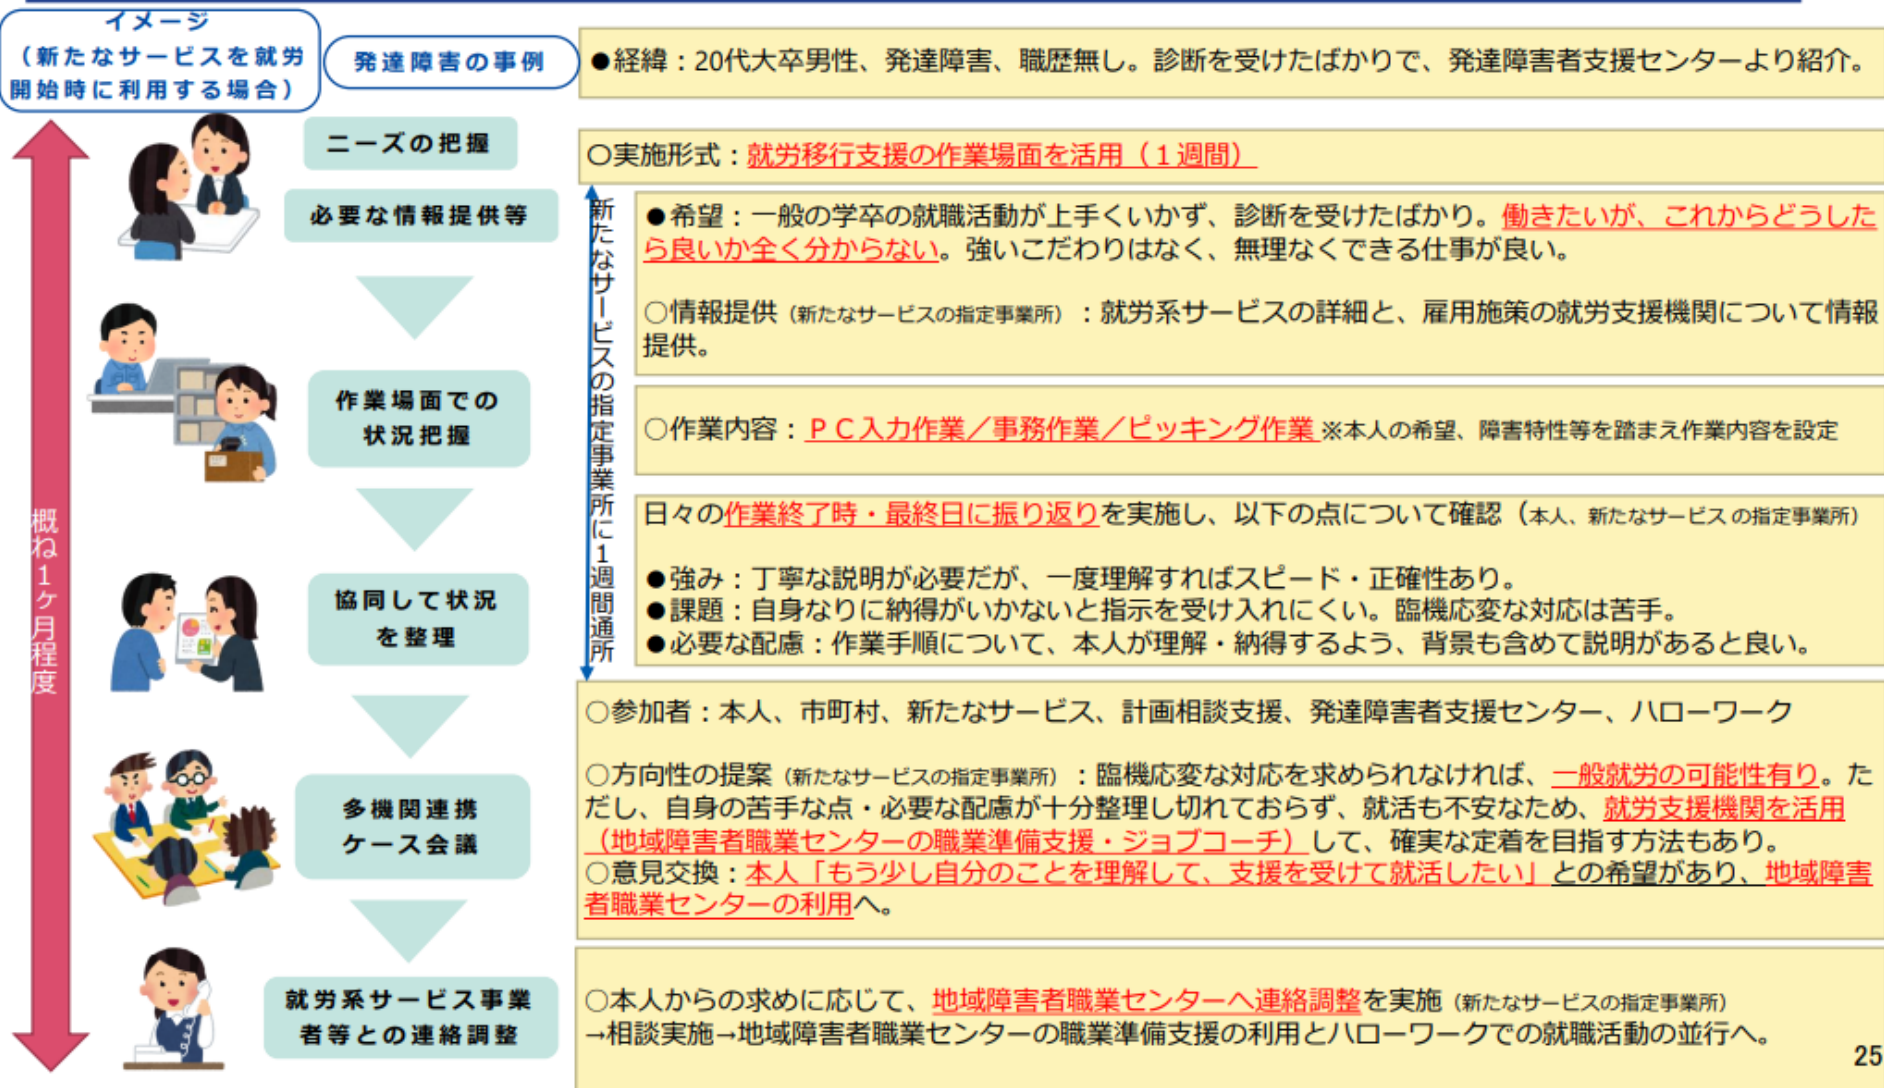 イメージ
（新たなサービスを就労
開始時に利用する場合）
発達障害の事例
●経緯：20代大卒男性、発達障害、職歴無し。診断を受けたばかりで、発達障害者支援センターより紹介。
概ね1ヶ月程度
ニーズの把握
必要な情報提供等
〇実施形式：就労移行支援の作業場面を活用（１週間）
新たなサービスの指定事業所に1週間通所
●希望：一般の学卒の就職活動が上手くいかず、診断を受けたばかり。働きたいが、これからどうした
ら良いか全く分からない。強いこだわりはなく、無理なくできる仕事が良い。
○情報提供（新たなサービスの指定事業所）：就労系サービスの詳細と、雇用施策の就労支援機関について情報
提供。
作業場面での
状況把握
○作業内容：ＰＣ入力作業／事務作業／ピッキング作業 ※本人の希望、障害特性等を踏まえ作業内容を設定
協同して状況
を整理
日々の作業終了時・最終日に振り返りを実施し、以下の点について確認（本人、新たなサービス の指定事業所）
●強み：丁寧な説明が必要だが、一度理解すればスピード・正確性あり。
●課題：自身なりに納得がいかないと指示を受け入れにくい。臨機応変な対応は苦手。
●必要な配慮：作業手順について、本人が理解・納得するよう、背景も含めて説明があると良い。
多機関連携
ケース会議
○参加者：本人、市町村、新たなサービス、計画相談支援、発達障害者支援センター、ハローワーク
○方向性の提案（新たなサービスの指定事業所）：臨機応変な対応を求められなければ、一般就労の可能性有り。た
だし、自身の苦手な点・必要な配慮が十分整理し切れておらず、就活も不安なため、就労支援機関を活用
（地域障害者職業センターの職業準備支援・ジョブコーチ）して、確実な定着を目指す方法もあり。
○意見交換：本人「もう少し自分のことを理解して、支援を受けて就活したい」との希望があり、地域障害
者職業センターの利用へ。
就労系サービス事業
者等との連絡調整
○本人からの求めに応じて、地域障害者職業センターへ連絡調整を実施（新たなサービスの指定事業所）
→相談実施→地域障害者職業センターの職業準備支援の利用とハローワークでの就職活動の並行へ。
25